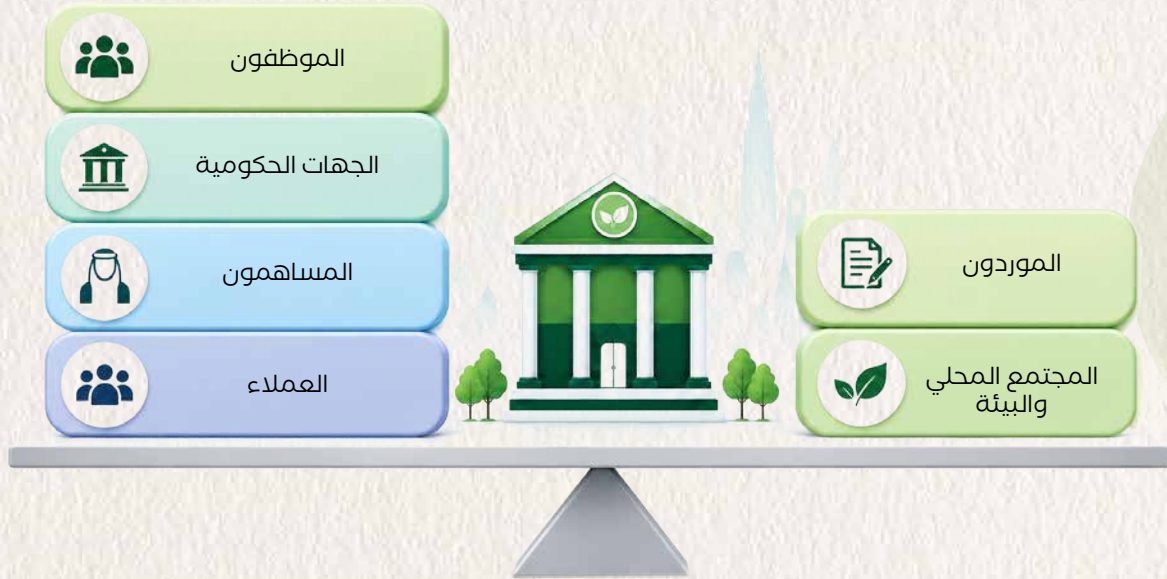 الموظفون
الجهات الحكومية
المساهمون
العملاء
الموردون
المجتمع المحلي
والبيئة